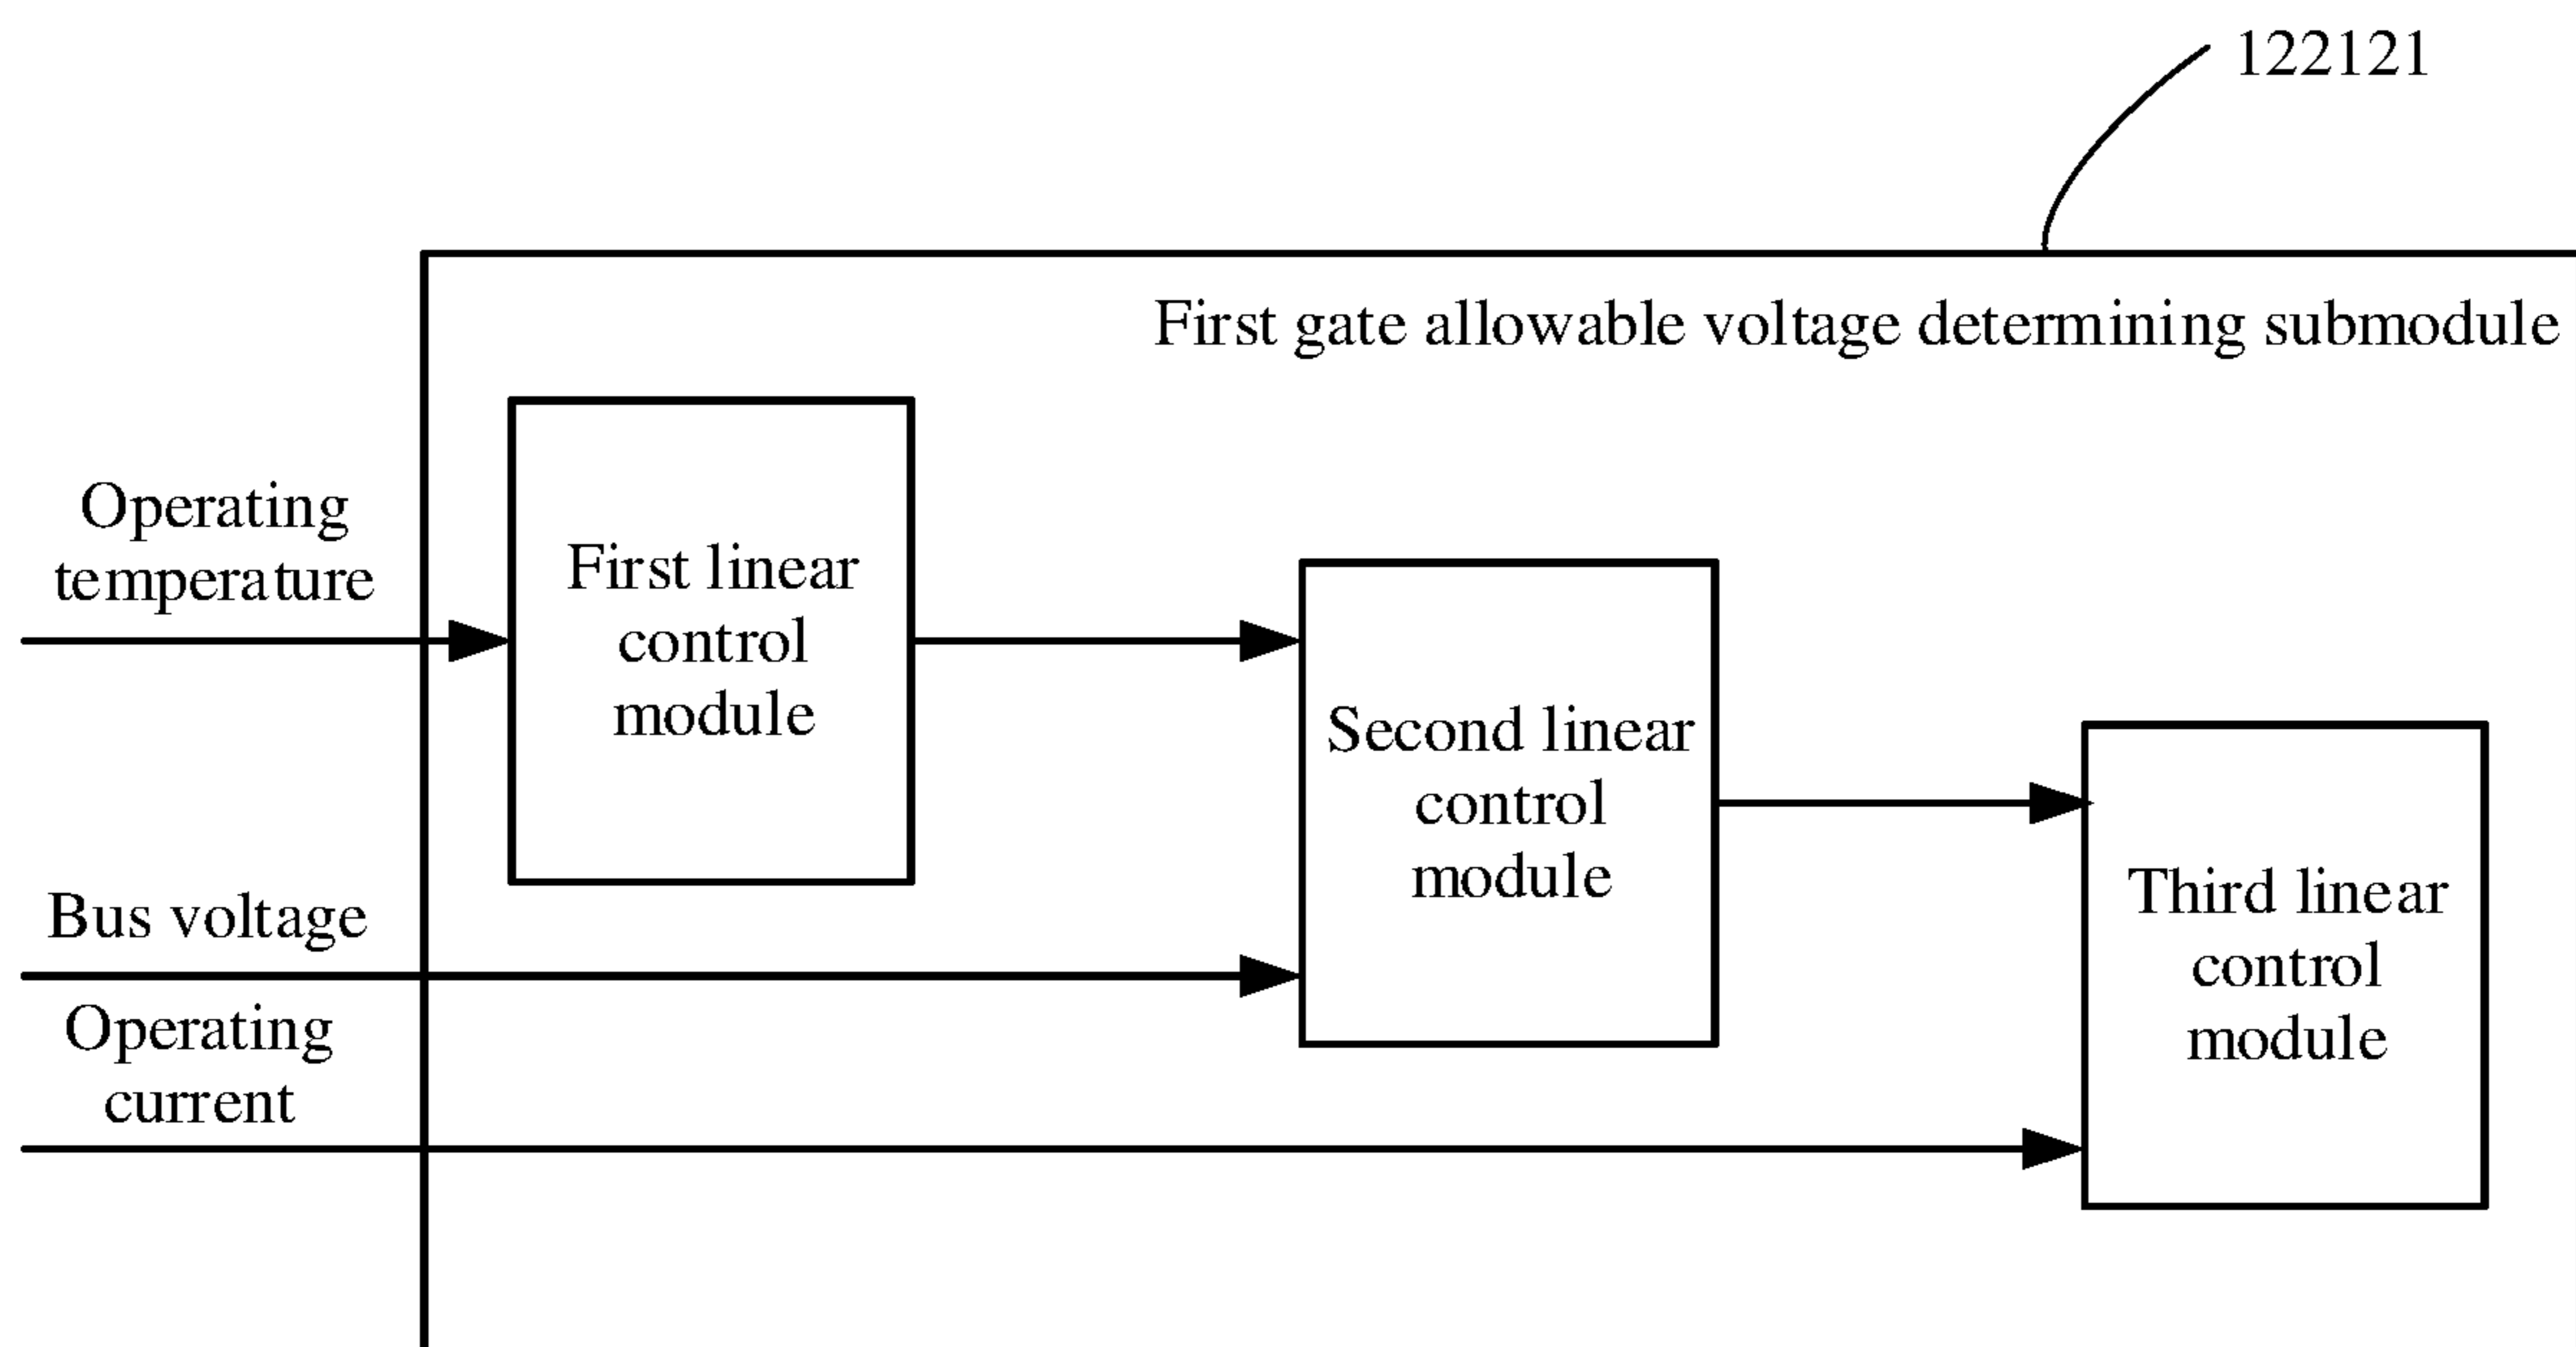 122121
First gate allowable voltage determining submodule
Operating
temperature
First linear
control
module
Second linear
control
module
Bus voltage
Third linear
control
module
Operating
current